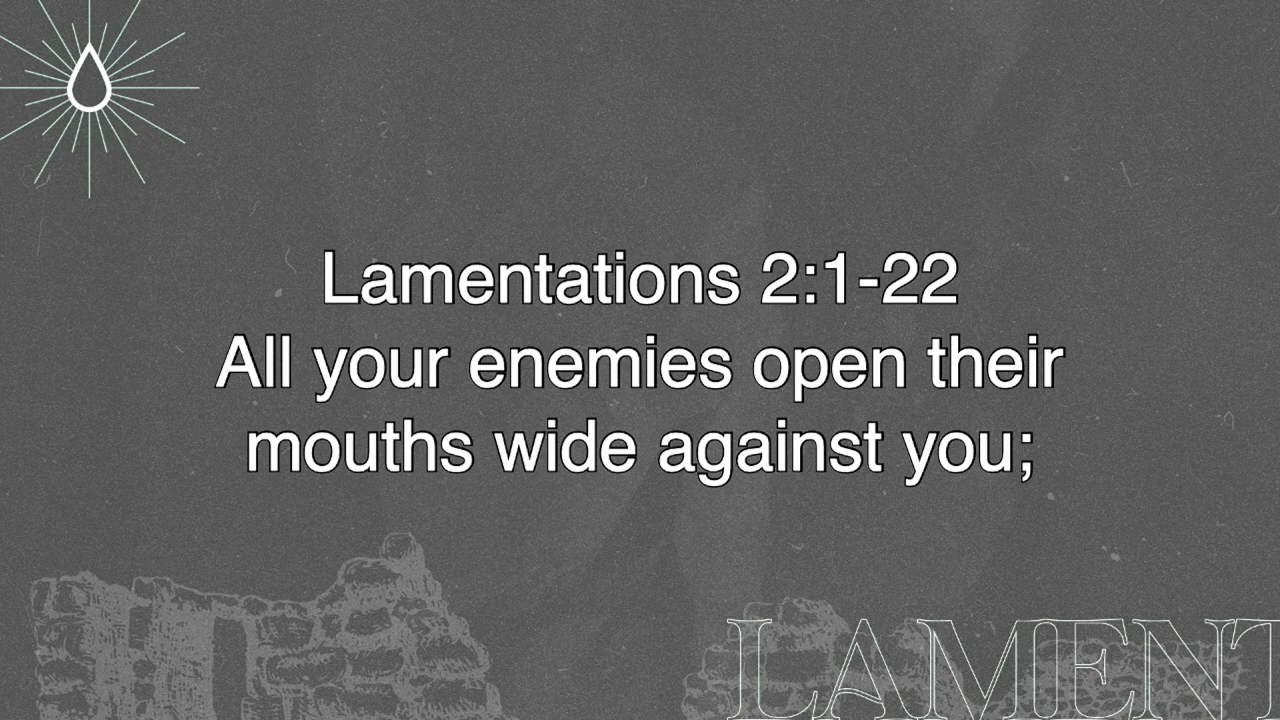 Lamentations 2:1-22
All your enemies open their
mouths wide against you;
LAMENT